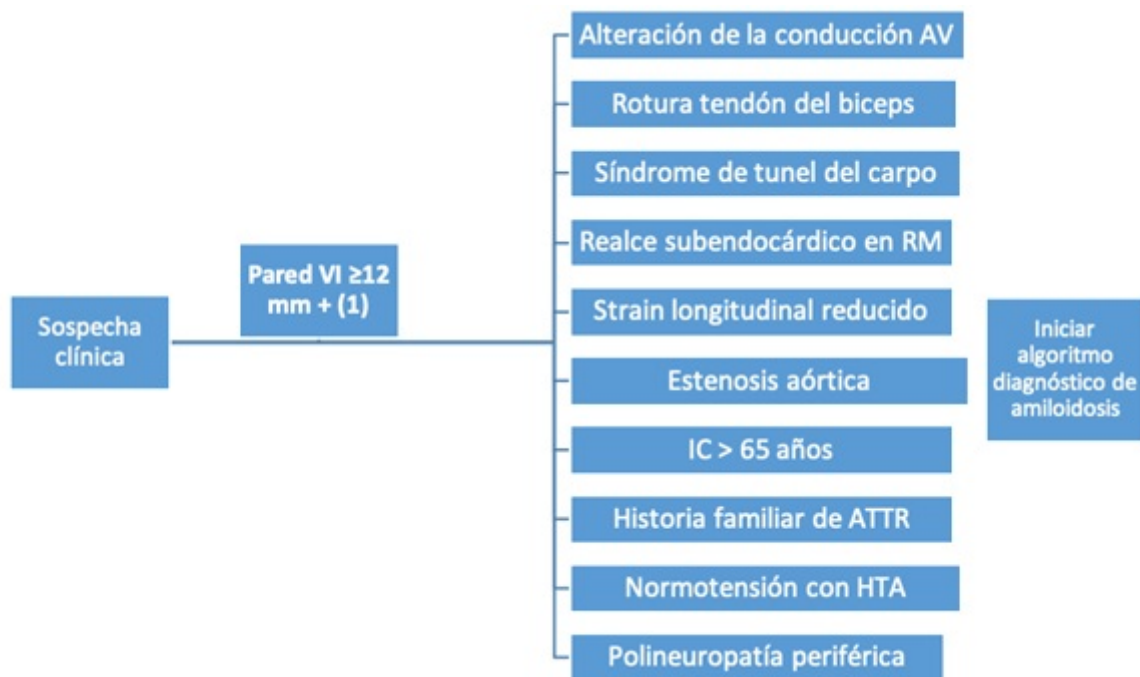 Sospecha
clínica
Pared VI ≥12
mm + (1)
Alteración de la conducción AV
Rotura tendón del biceps
Síndrome de tunel del carpo
Realce subendocárdico en RM
Strain longitudinal reducido
Estenosis aórtica
IC > 65 años
Historia familiar de ATTR
Normotensión con HTA
Polineuropatía periférica
Iniciar
algoritmo
diagnóstico de
amiloidosis